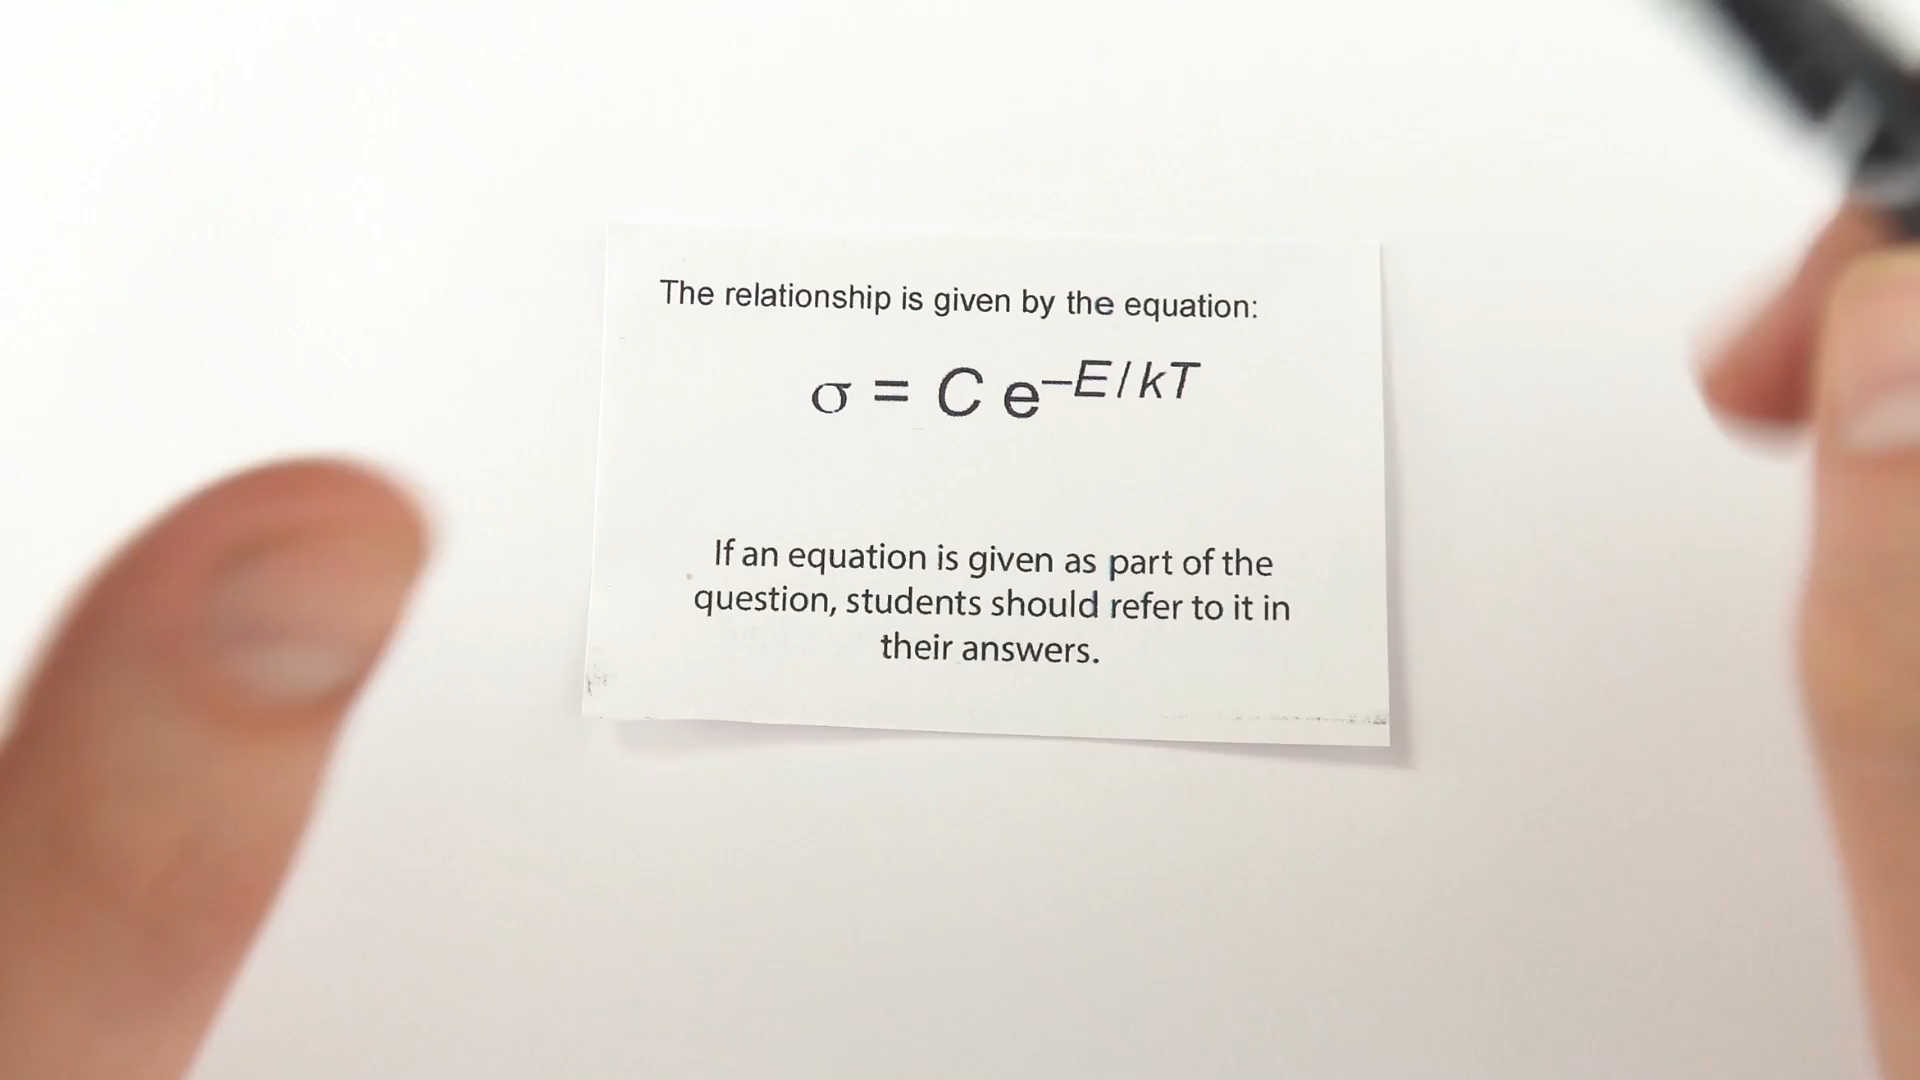 The relationship is given by the equation:
σ = C e–E/kT
If an equation is given as part of the
question, students should refer to it in
their answers.